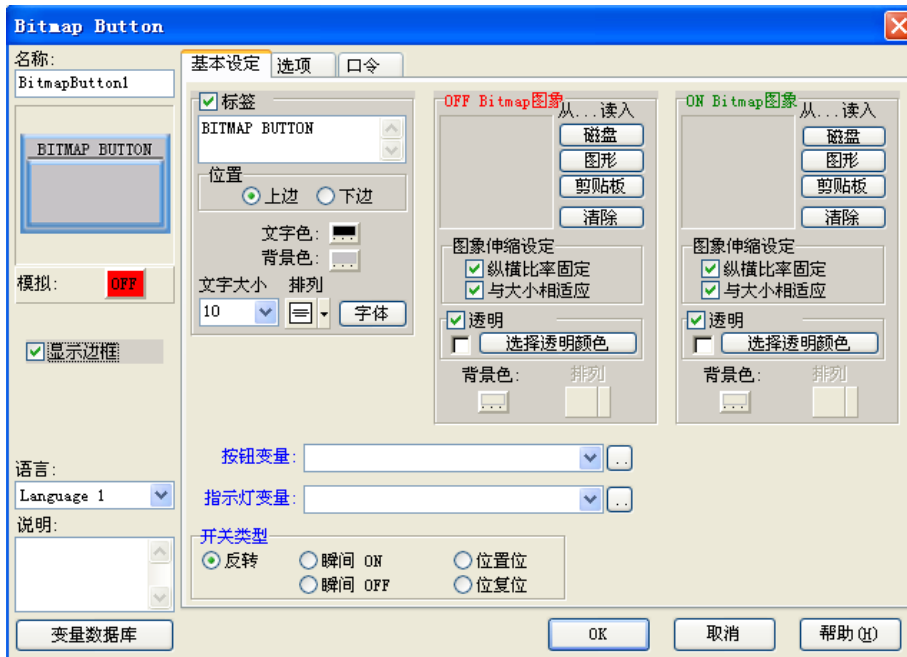 Bitmap Button
名称:
BitmapButton1
BITMAP BUTTON
模拟: OFF
显示边框
语言:
Language 1
说明:
变量数据库
基本设定 选项 口令
标签
BITMAP BUTTON
位置
上边 下边
文字色: ...
背景色: ...
文字大小 排列
10 字体
OFF Bitmap图象
从...读入
磁盘
图形
剪贴板
清除
图象伸缩设定
纵横比率固定
与大小相适应
透明
选择透明颜色
背景色: 排列
...
ON Bitmap图象
从...读入
磁盘
图形
剪贴板
清除
图象伸缩设定
纵横比率固定
与大小相适应
透明
选择透明颜色
背景色: 排列
...
按钮变量: ..
指示灯变量: ..
开关类型
反转 瞬间 ON 位置位
瞬间 OFF 位复位
OK 取消 帮助(H)